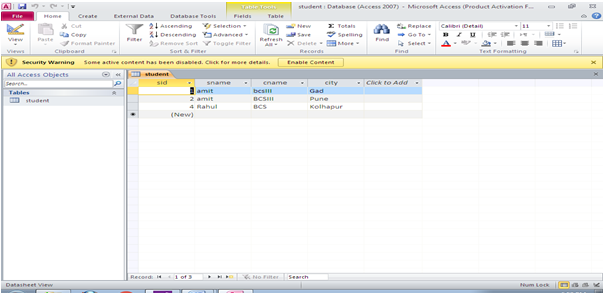 Table Tools
student : Database (Access 2007) - Microsoft Access (Product Activation F...
File Home Create External Data Database Tools Fields Table
View
Paste
Cut
Copy
Format Painter
Filter
Ascending
Descending
Remove Sort
Selection
Advanced
Toggle Filter
Refresh All
New
Save
Delete
Totals
Spelling
More
Find
Replace
Go To
Select
Calibri (Detail) 11
B I U
Views Clipboard Sort & Filter Records Find Text Formatting
Security Warning Some active content has been disabled. Click for more details. Enable Content
All Access Objects
Search...
Tables
student
student
sid sname cname city Click to Add
1 amit bcsIII Gad
2 amit BCSIII Pune
4 Rahul BCS Kolhapur
(New)
Record: 1 of 3 No Filter Search
Datasheet View Num Lock